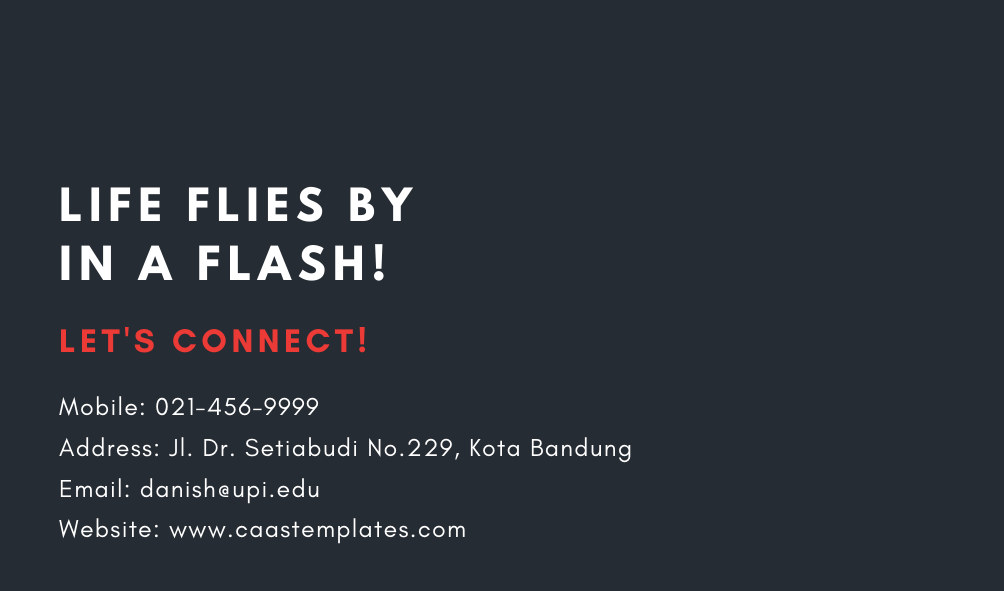 LIFE FLIES BY
IN A FLASH!
LET'S CONNECT!
Mobile: 021-456-9999
Address: Jl. Dr. Setiabudi No.229, Kota Bandung
Email: danish@upi.edu
Website: www.caastemplates.com